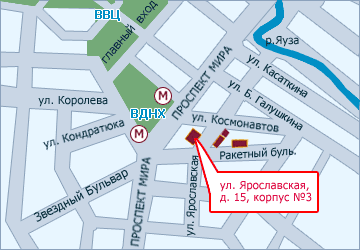 ВВЦ
главный вход
р.Яуза
ПРОСПЕКТ МИРА
ул. Касаткина
ул. Б. Галушкина
ул. Королева
М
ВДНХ
ул. Космонавтов
ул. Кондратюка
М
Ракетный буль.
Звездный Бульвар
ПРОСПЕКТ МИРА
ул. Ярославская
ул. Ярославская,
д. 15, корпус №3